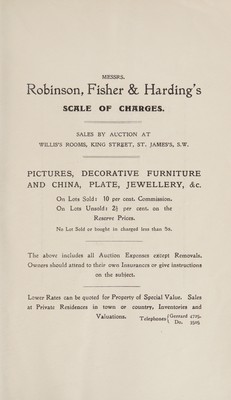 MESSRS.
Robinson, Fisher & Harding's
SCALE OF CHARGES.
SALES BY AUCTION AT
WILLIS'S ROOMS, KING STREET, ST. JAMES'S, S.W.
PICTURES, DECORATIVE FURNITURE
AND CHINA, PLATE, JEWELLERY, &c.
On Lots Sold: 10 per cent. Commission.
On Lots Unsold: 2½ per cent. on the
Reserve Prices.
No Lot Sold or bought in charged less than 5s.
The above includes all Auction Expenses except Removals.
Owners should attend to their own Insurances or give instructions
on the subject.
Lower Rates can be quoted for Property of Special Value. Sales
at Private Residences in town or country, Inventories and
Valuations.
Telephones { Gerrard 4725.
Do.